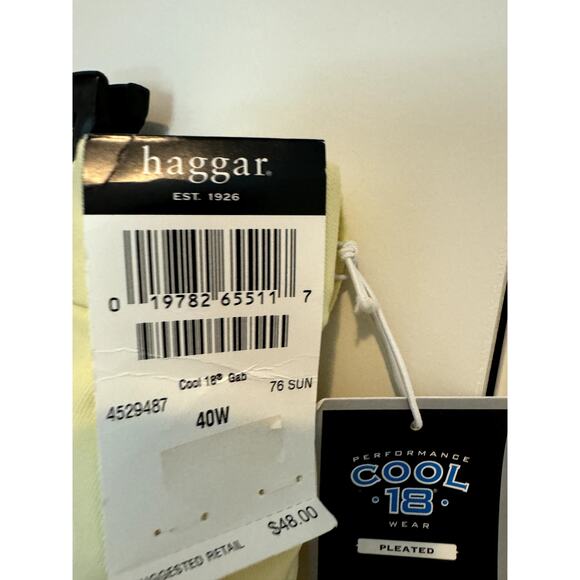 haggar®
EST. 1926
0 19782 65511 7
Cool 18® Gab 76 SUN
4529487
40W
$48.00
SUGGESTED RETAIL
PERFORMANCE
COOL
·18®·
WEAR
PLEATED